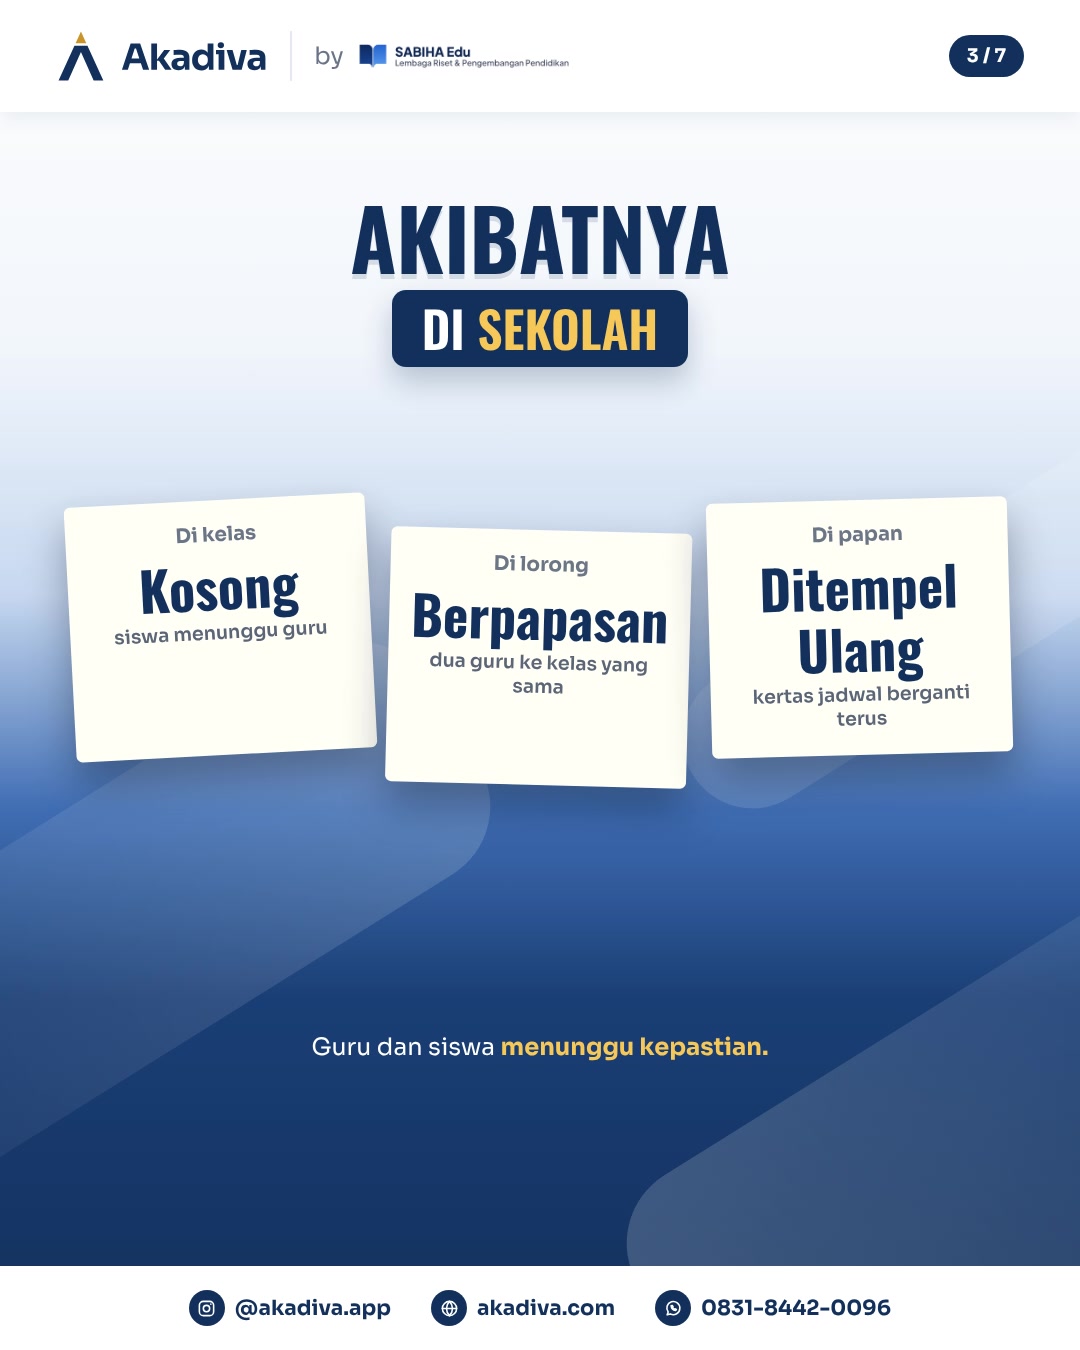 Akadiva
by
SABIHA Edu
Lembaga Riset & Pengembangan Pendidikan
3 / 7
AKIBATNYA
DI SEKOLAH
Di kelas
Kosong
siswa menunggu guru
Di lorong
Berpapasan
dua guru ke kelas yang
sama
Di papan
Ditempel
Ulang
kertas jadwal berganti
terus
Guru dan siswa menunggu kepastian.
@akadiva.app
akadiva.com
0831-8442-0096